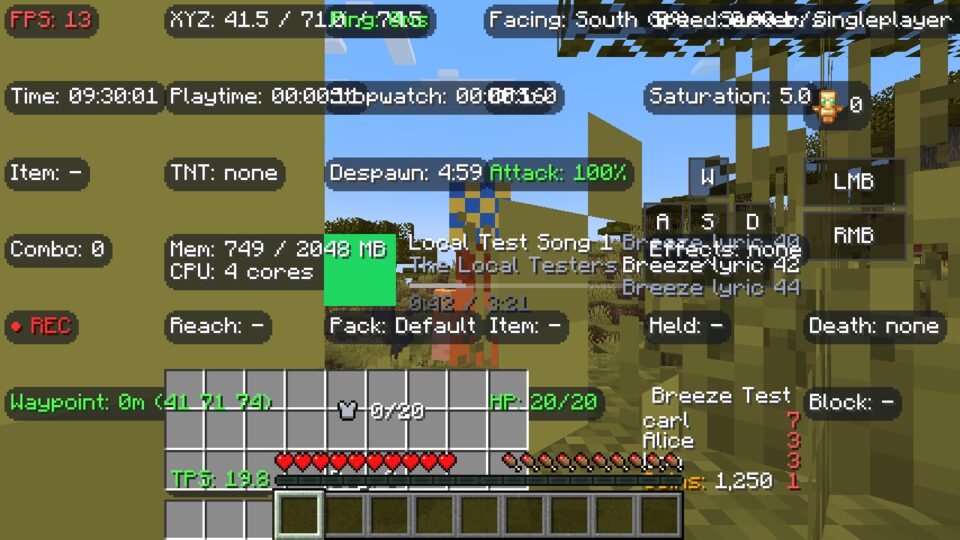 FPS: 13
XYZ: 41.5 / 71.
Facing: South
Singleplayer
Time: 09:30:01
Playtime: 00:00
Stopwatch: 00:00
Saturation: 5.0
0
Item: -
TNT: none
Despawn: 4:59
Attack: 100%
W
LMB
A S D
RMB
Combo: 0
Mem: 749 / 2048 MB
CPU: 4 cores
Local Test Song 1
The Local Testers
0:42 / 3:21
Breeze lyric 40
Effects: none
Breeze lyric 42
Breeze lyric 44
REC
Reach: -
Pack: Default
Item: -
Held: -
Death: none
Waypoint: 0m (41 71 74)
0/20
HP: 20/20
Breeze Test
carl 7
Alice 3
3
1,250 1
Block: -
TPS: 19.8